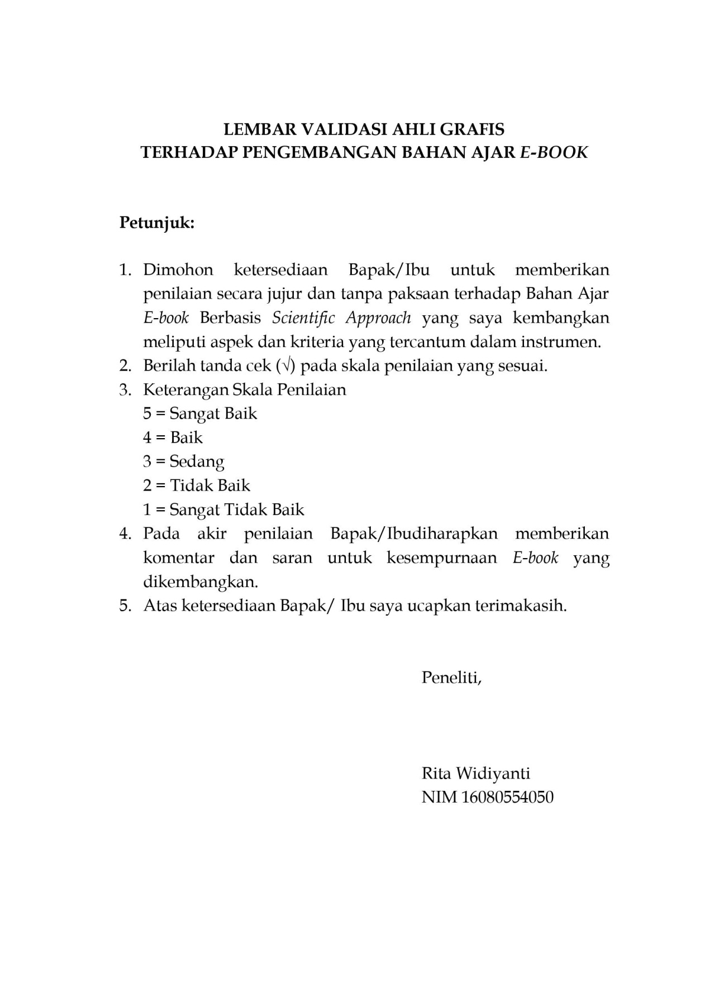 LEMBAR VALIDASI AHLI GRAFIS
TERHADAP PENGEMBANGAN BAHAN AJAR E-BOOK
Petunjuk:
1. Dimohon ketersediaan Bapak/Ibu untuk memberikan
penilaian secara jujur dan tanpa paksaan terhadap Bahan Ajar
E-book Berbasis Scientific Approach yang saya kembangkan
meliputi aspek dan kriteria yang tercantum dalam instrumen.
2. Berilah tanda cek (√) pada skala penilaian yang sesuai.
3. Keterangan Skala Penilaian
5 = Sangat Baik
4 = Baik
3 = Sedang
2 = Tidak Baik
1 = Sangat Tidak Baik
4. Pada akir penilaian Bapak/Ibudiharapkan memberikan
komentar dan saran untuk kesempurnaan E-book yang
dikembangkan.
5. Atas ketersediaan Bapak/ Ibu saya ucapkan terimakasih.
Peneliti,
Rita Widiyanti
NIM 16080554050